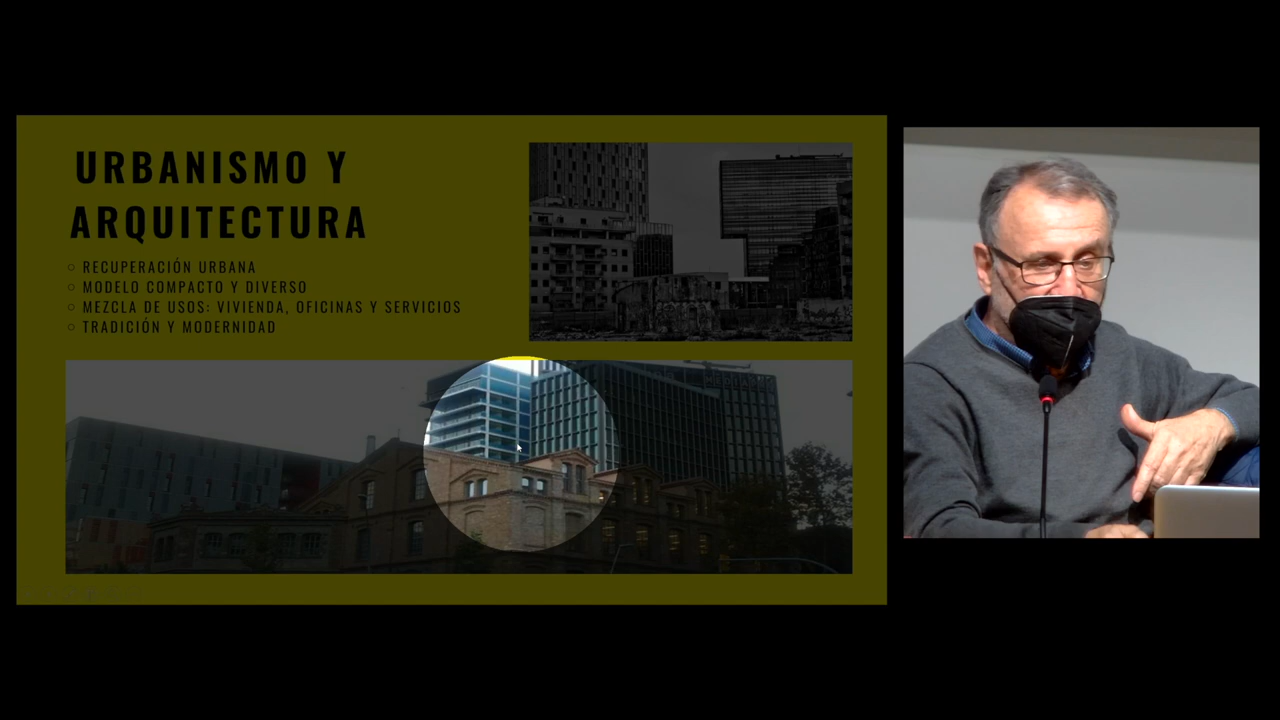 URBANISMO Y
ARQUITECTURA
○ RECUPERACIÓN URBANA
○ MODELO COMPACTO Y DIVERSO
○ MEZCLA DE USOS: VIVIENDA, OFICINAS Y SERVICIOS
○ TRADICIÓN Y MODERNIDAD